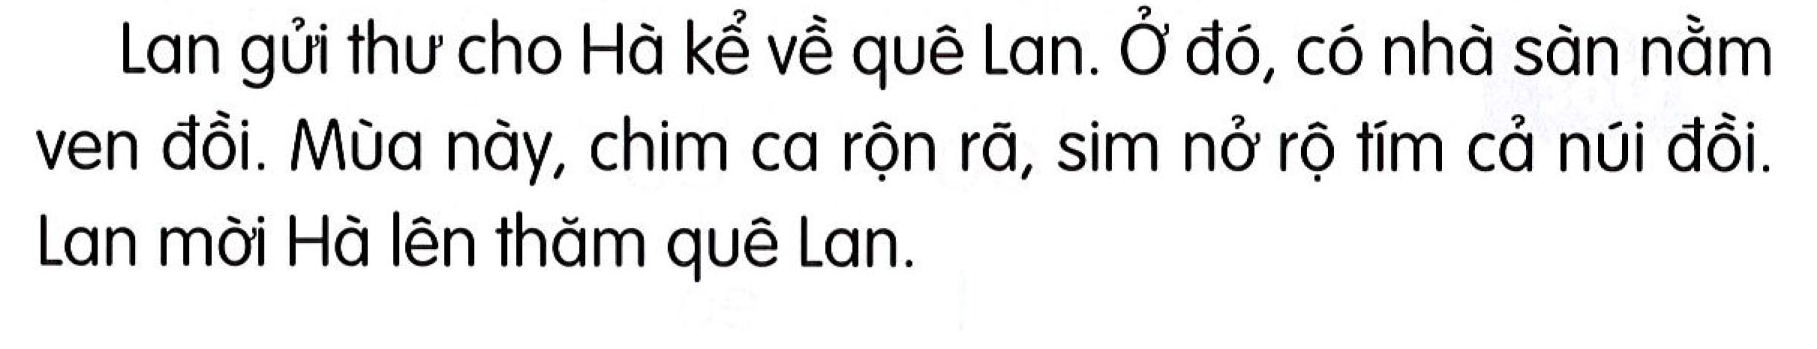 Lan gửi thư cho Hà kể về quê Lan. Ở đó, có nhà sàn nằm
ven đồi. Mùa này, chim ca rộn rã, sim nở rộ tím cả núi đồi.
Lan mời Hà lên thăm quê Lan.